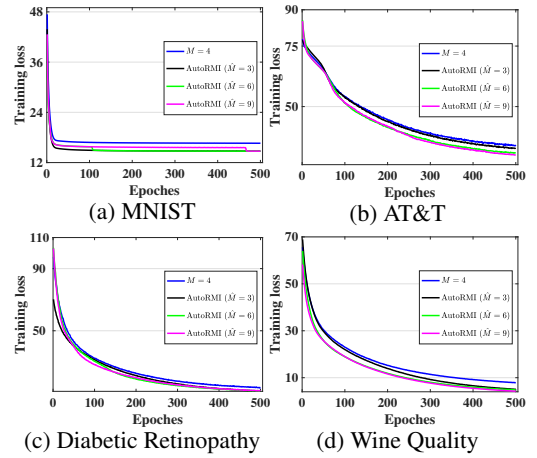 48
36
24
12
Training loss
M = 4
AutoRMI (M̂ = 3)
AutoRMI (M̂ = 6)
AutoRMI (M̂ = 9)
0 100 200 300 400 500
Epoches
(a) MNIST
90
75
50
Training loss
M = 4
AutoRMI (M̂ = 3)
AutoRMI (M̂ = 6)
AutoRMI (M̂ = 9)
0 100 200 300 400 500
Epoches
(b) AT&T
110
90
50
Training loss
M = 4
AutoRMI (M̂ = 3)
AutoRMI (M̂ = 6)
AutoRMI (M̂ = 9)
0 100 200 300 400 500
Epoches
(c) Diabetic Retinopathy
70
50
30
10
Training loss
M = 4
AutoRMI (M̂ = 3)
AutoRMI (M̂ = 6)
AutoRMI (M̂ = 9)
0 100 200 300 400 500
Epoches
(d) Wine Quality